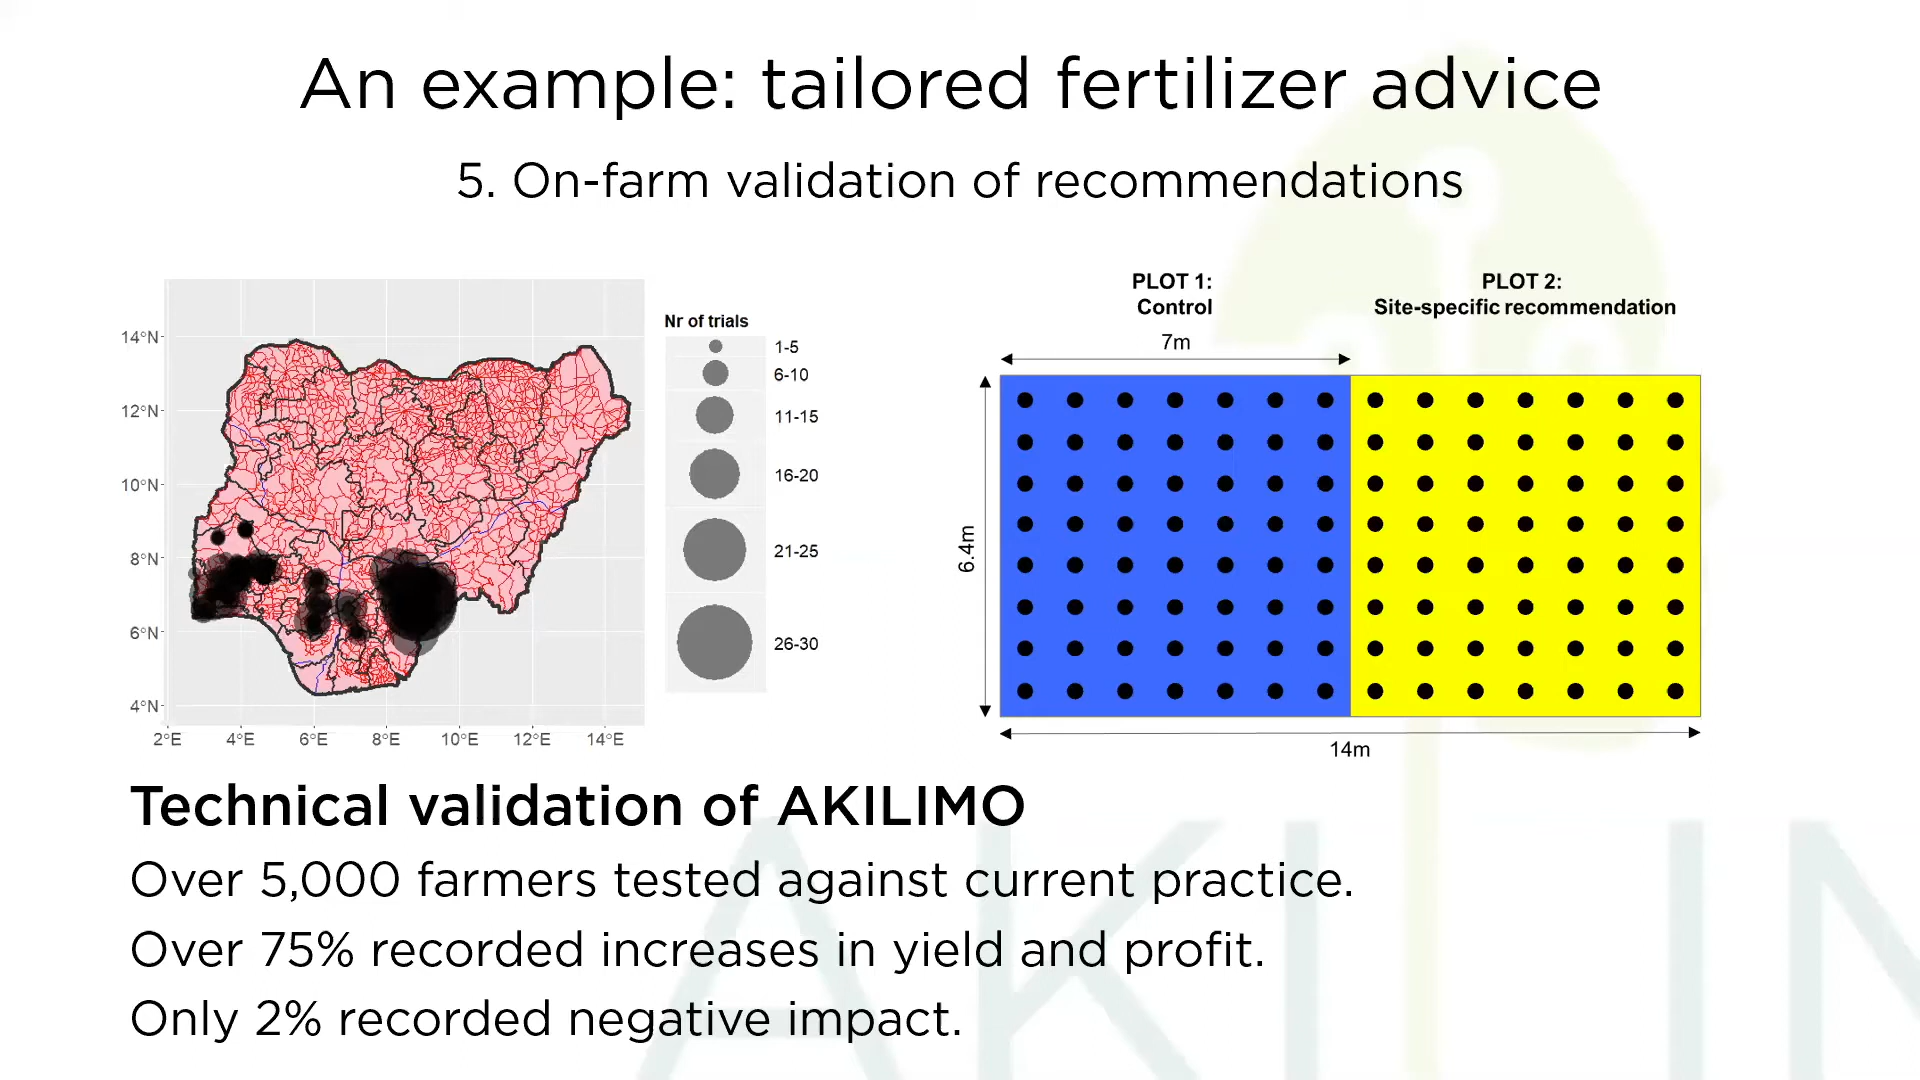 An example: tailored fertilizer advice
5. On-farm validation of recommendations
14°N
12°N
10°N
8°N
6°N
4°N
2°E 4°E 6°E 8°E 10°E 12°E 14°E
Nr of trials
1-5
6-10
11-15
16-20
21-25
26-30
PLOT 1:
Control
PLOT 2:
Site-specific recommendation
7m
6.4m
14m
Technical validation of AKILIMO
Over 5,000 farmers tested against current practice.
Over 75% recorded increases in yield and profit.
Only 2% recorded negative impact.